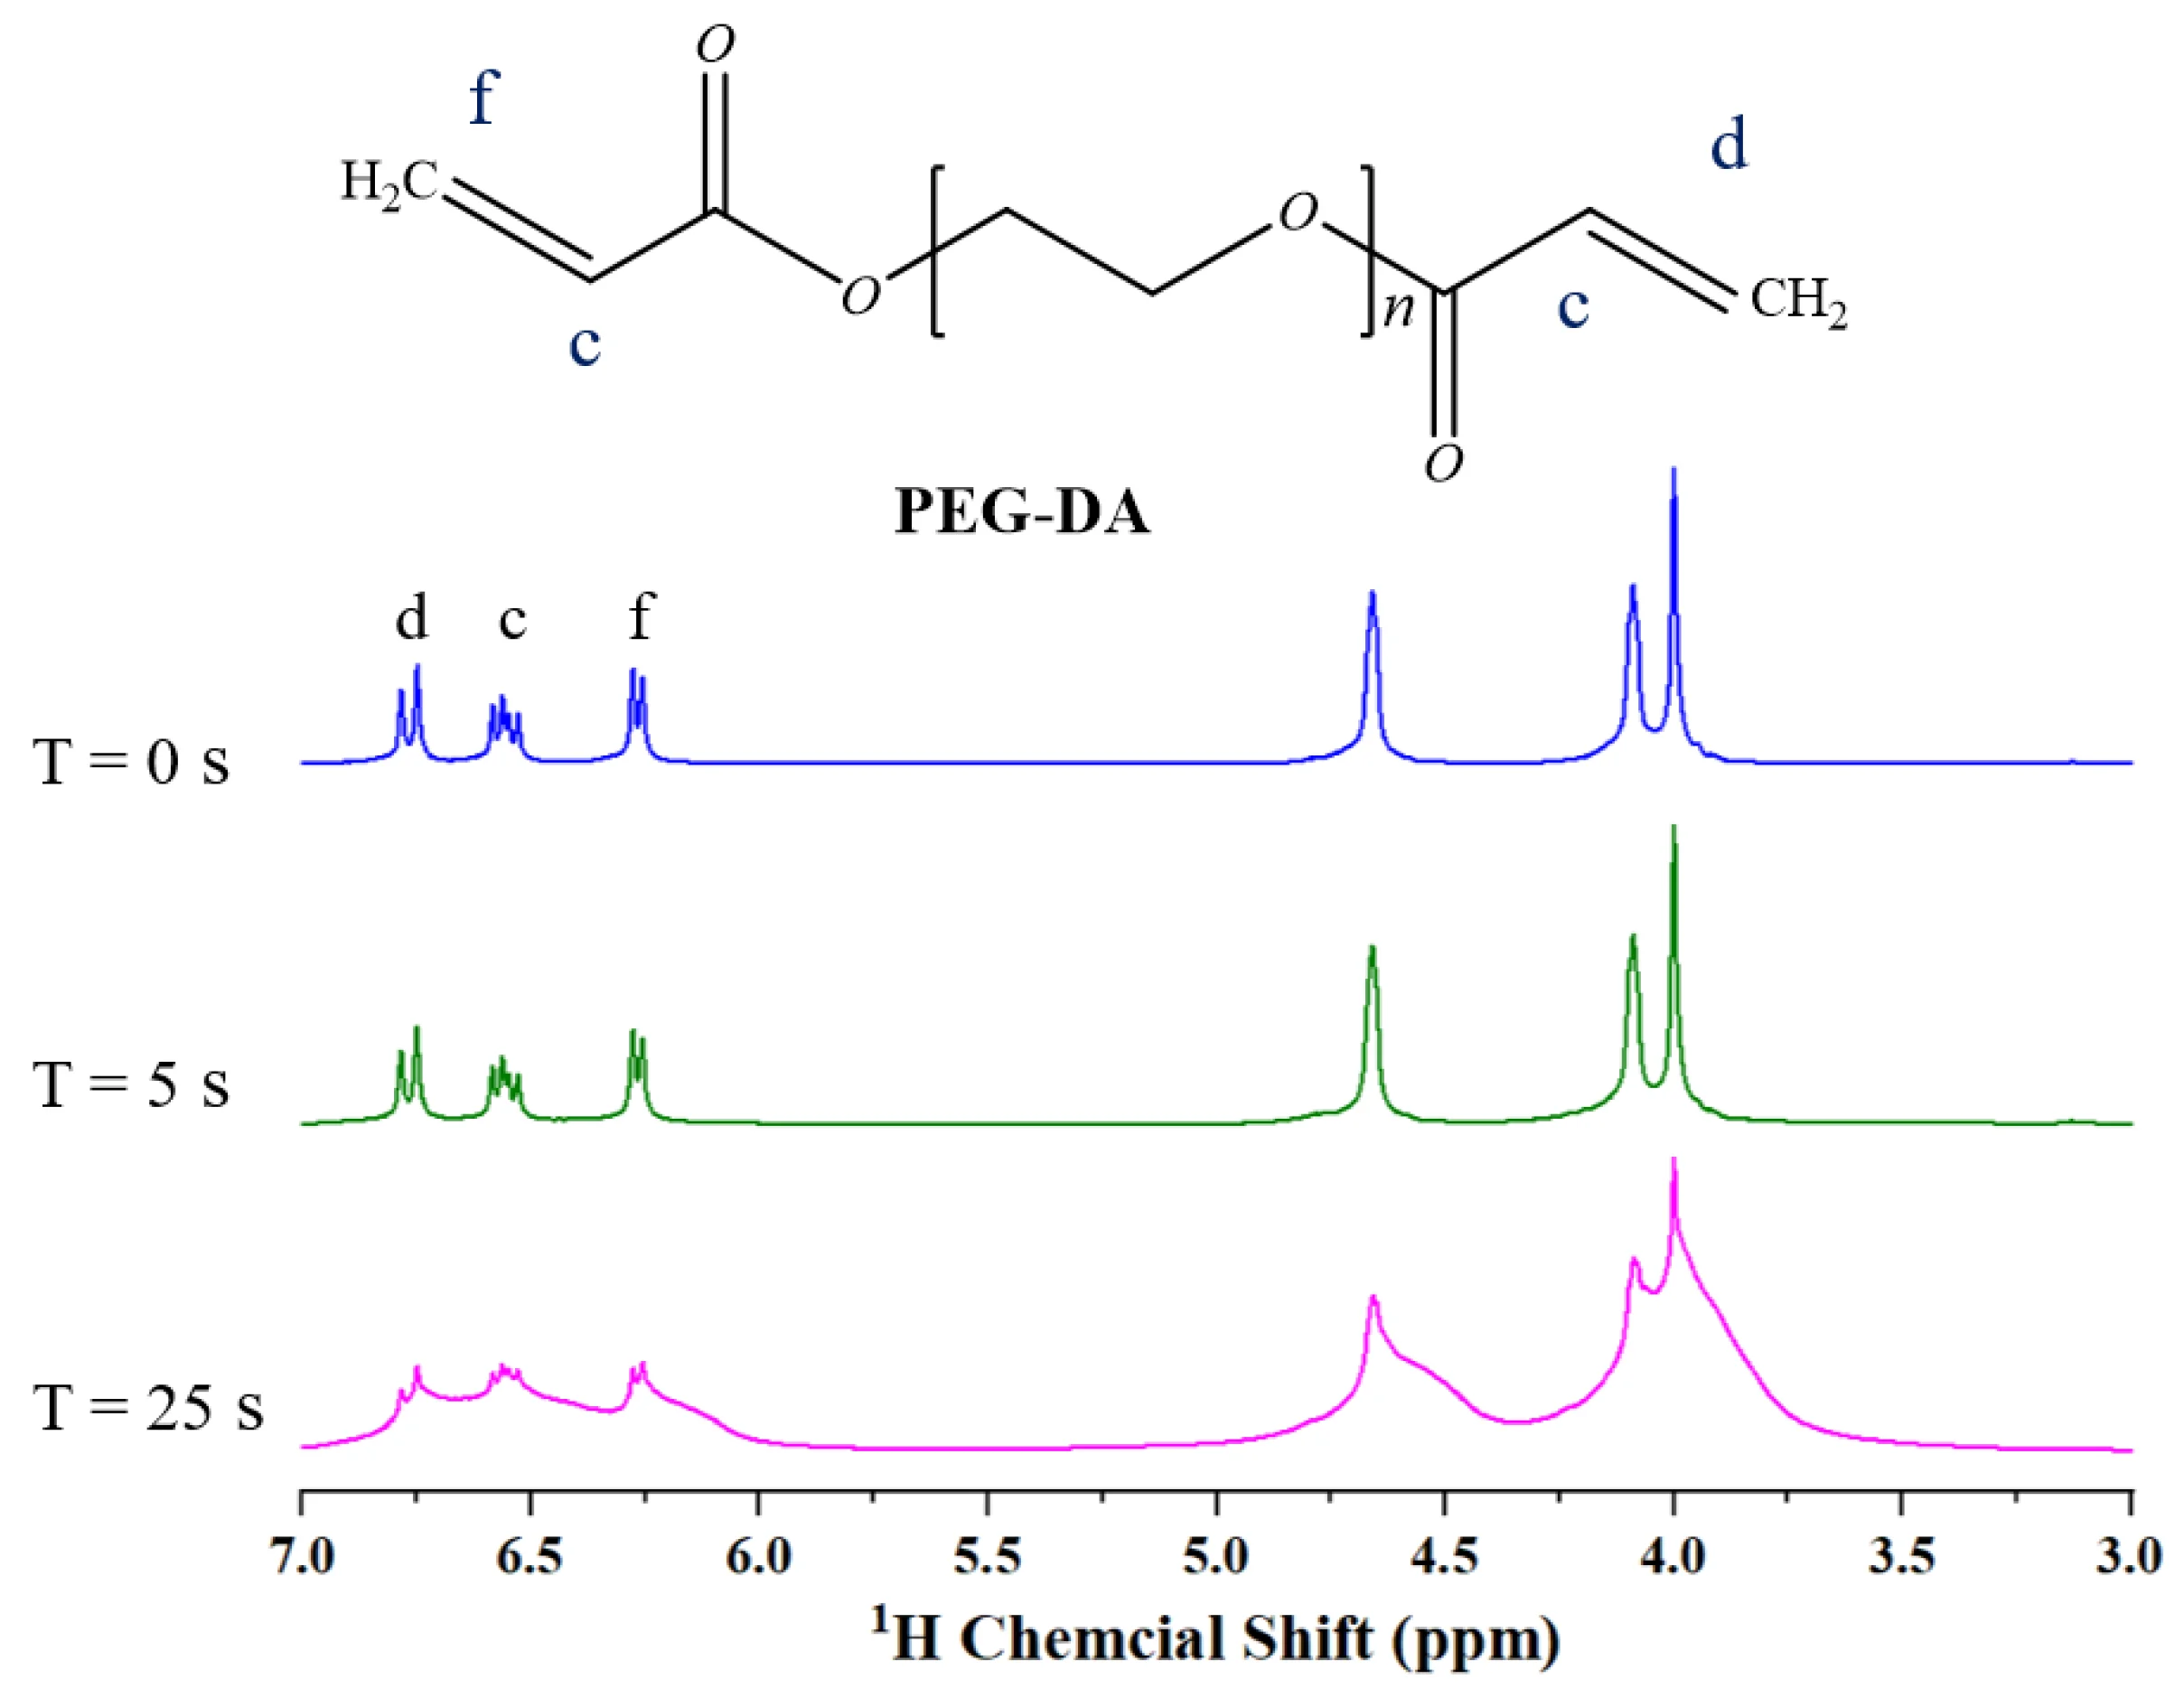 O
f
d
H₂C
O
CH₂
c
O
n
c
O
PEG-DA
d c f
T = 0 s
T = 5 s
T = 25 s
7.0 6.5 6.0 5.5 5.0 4.5 4.0 3.5 3.0
¹H Chemcial Shift (ppm)